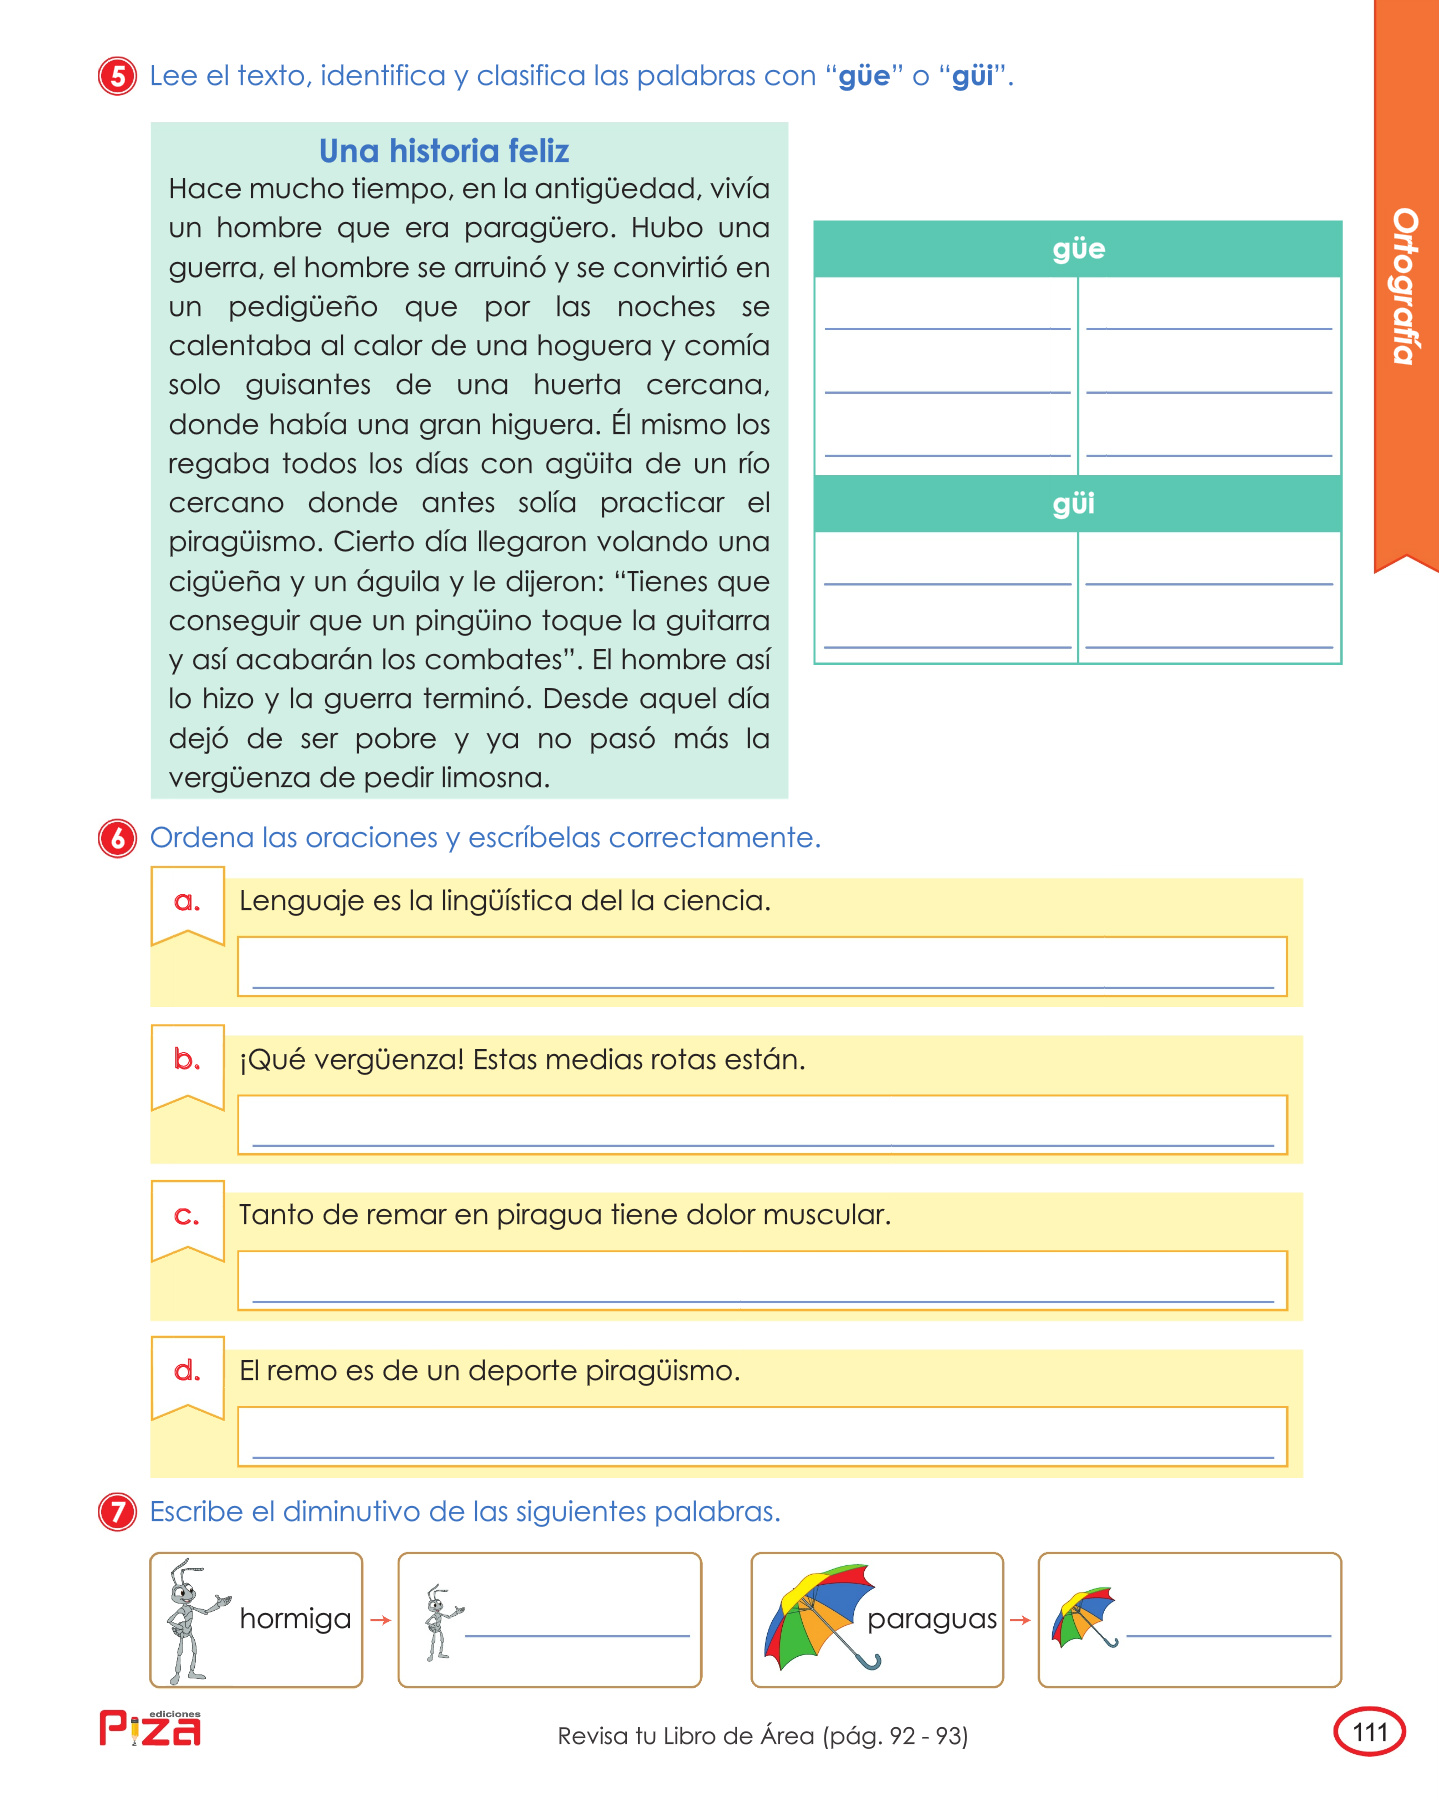 5 Lee el texto, identifica y clasifica las palabras con “güe” o “güi”.
Una historia feliz
Hace mucho tiempo, en la antigüedad, vivía
un hombre que era paragüero. Hubo una
guerra, el hombre se arruinó y se convirtió en
un pedigüeño que por las noches se
calentaba al calor de una hoguera y comía
solo guisantes de una huerta cercana,
donde había una gran higuera. Él mismo los
regaba todos los días con agüita de un río
cercano donde antes solía practicar el
piragüismo. Cierto día llegaron volando una
cigüeña y un águila y le dijeron: “Tienes que
conseguir que un pingüino toque la guitarra
y así acabarán los combates”. El hombre así
lo hizo y la guerra terminó. Desde aquel día
dejó de ser pobre y ya no pasó más la
vergüenza de pedir limosna.
güe
güi
Ortografía
6 Ordena las oraciones y escríbelas correctamente.
a. Lenguaje es la lingüística del la ciencia.
b. ¡Qué vergüenza! Estas medias rotas están.
c. Tanto de remar en piragua tiene dolor muscular.
d. El remo es de un deporte piragüismo.
7 Escribe el diminutivo de las siguientes palabras.
hormiga
paraguas
ediciones
Piza
Revisa tu Libro de Área (pág. 92 - 93)
111